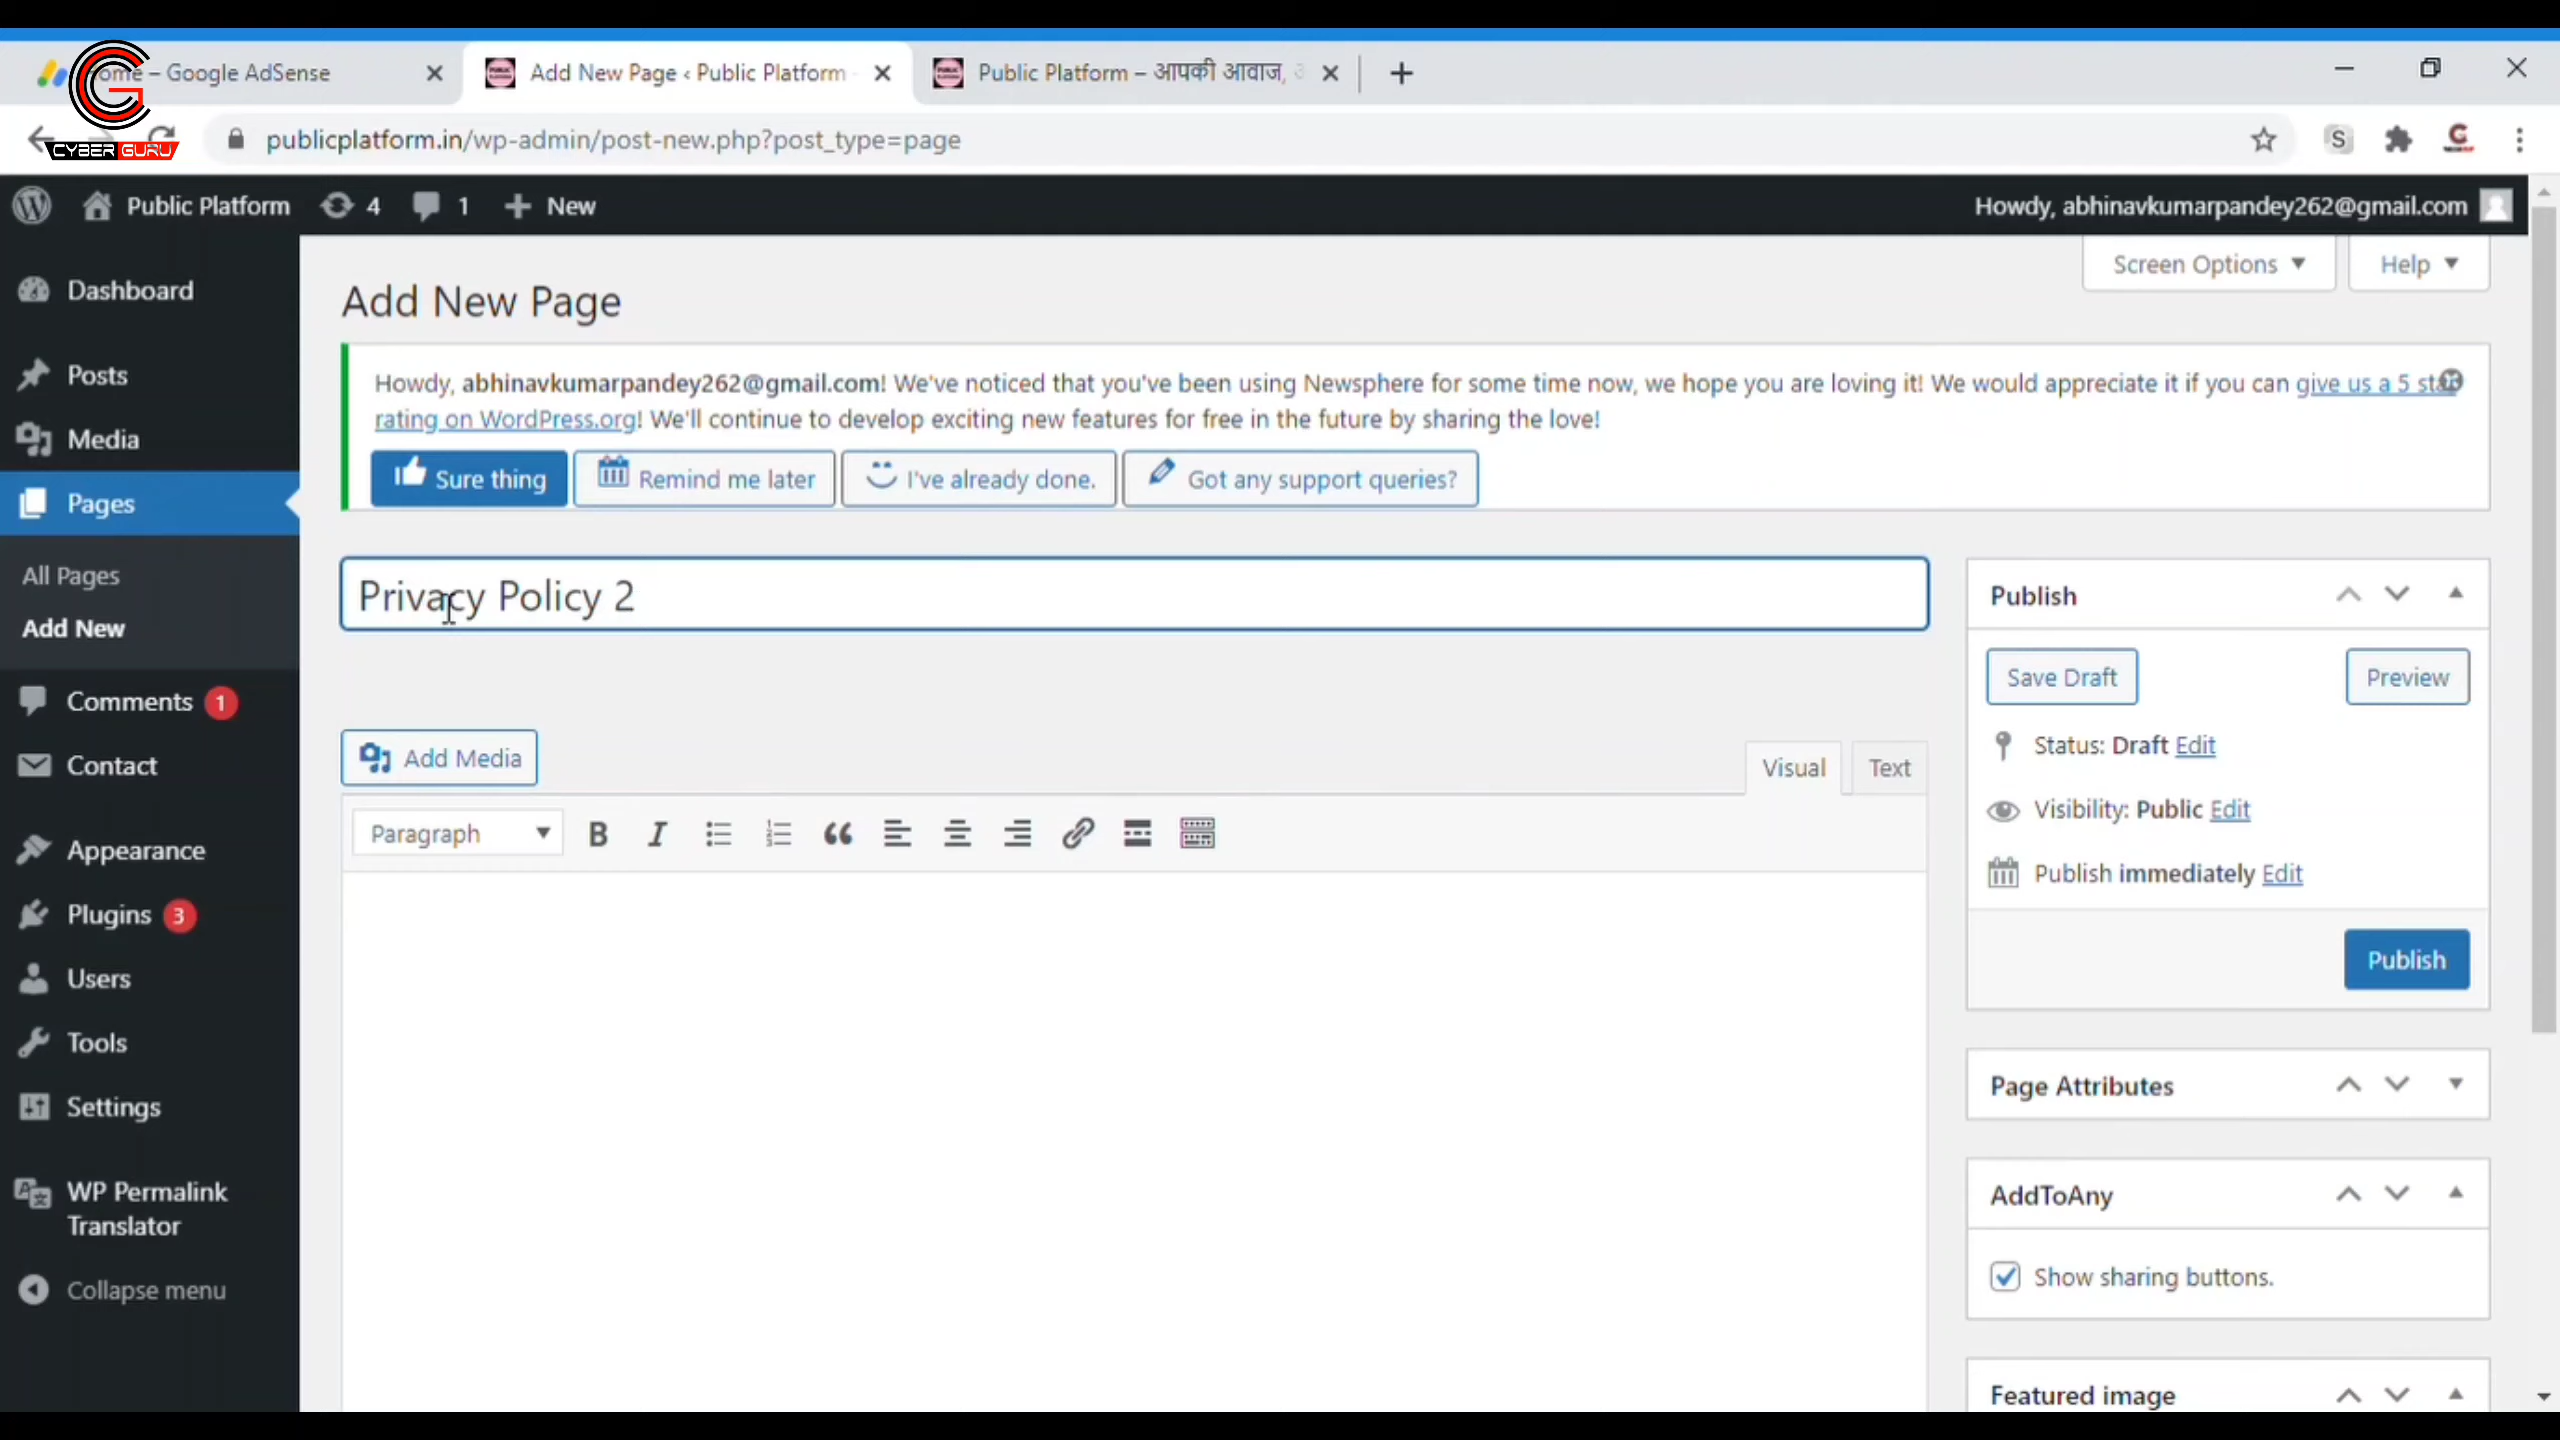 ome – Google AdSense
Add New Page ‹ Public Platform
Public Platform – आपकी आवाज,
CYBER GURU
publicplatform.in/wp-admin/post-new.php?post_type=page
S
Public Platform 4 1 New
Howdy, abhinavkumarpandey262@gmail.com
Screen Options
Help
Dashboard
Posts
Media
Pages
All Pages
Add New
Comments 1
Contact
Appearance
Plugins 3
Users
Tools
Settings
WP Permalink
Translator
Collapse menu
Add New Page
Howdy, abhinavkumarpandey262@gmail.com! We've noticed that you've been using Newsphere for some time now, we hope you are loving it! We would appreciate it if you can give us a 5 star
rating on WordPress.org! We'll continue to develop exciting new features for free in the future by sharing the love!
Sure thing
Remind me later
I've already done.
Got any support queries?
Privacy Policy 2
Add Media
Visual
Text
Paragraph
B I
Publish
Save Draft
Preview
Status: Draft Edit
Visibility: Public Edit
Publish immediately Edit
Publish
Page Attributes
AddToAny
Show sharing buttons.
Featured image